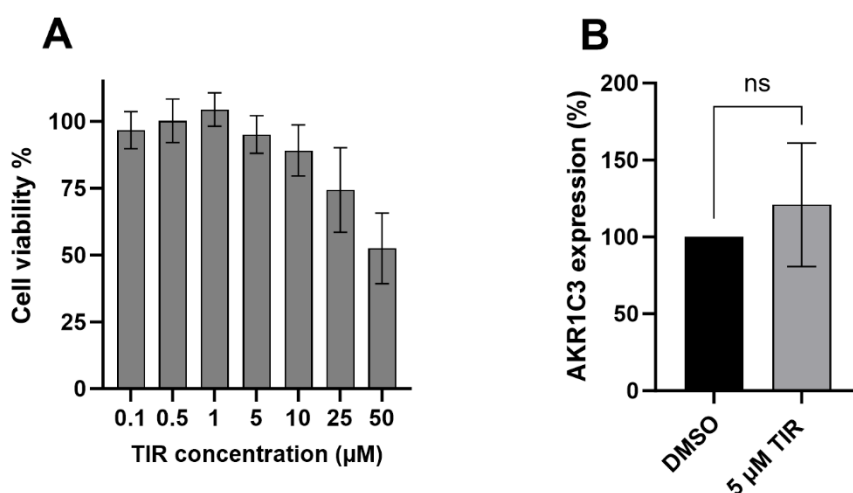 A
Cell viability %
100
75
50
25
0
0.1 0.5 1 5 10 25 50
TIR concentration (µM)
B
AKR1C3 expression (%)
200
150
100
50
0
ns
DMSO
5 µM TIR